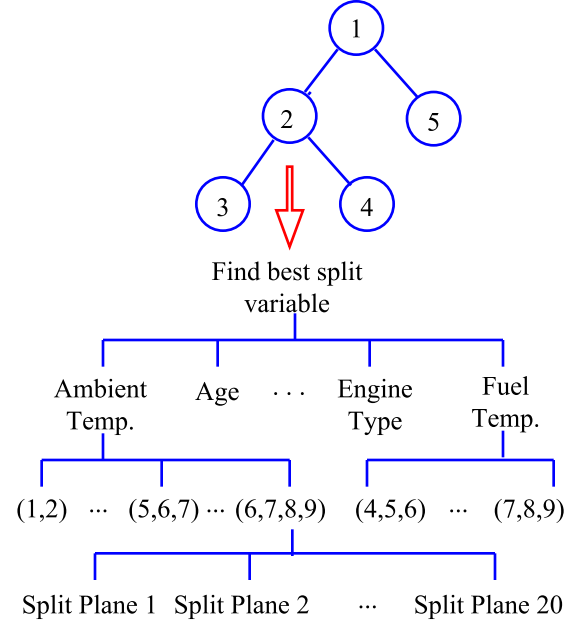 1
2
5
3
4
Find best split
variable
Ambient
Temp.
Age
...
Engine
Type
Fuel
Temp.
(1,2) ... (5,6,7) ... (6,7,8,9) (4,5,6) ... (7,8,9)
Split Plane 1 Split Plane 2 ... Split Plane 20